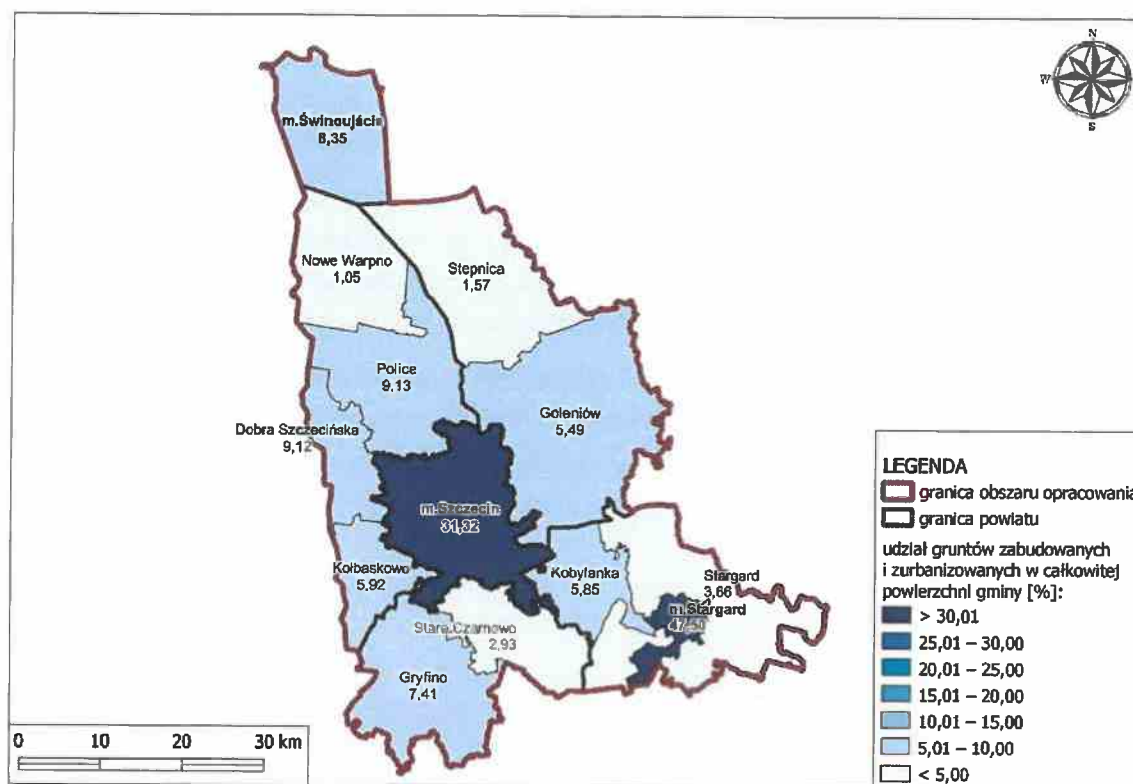 N
W
S
m.Świnoujście
8,35
Nowe Warpno
1,05
Stepnica
1,57
Police
9,13
Goleniów
5,49
Dobra Szczecińska
9,12
m.Szczecin
31,32
Kołbaskowo
5,92
Kobylanka
5,85
Stargard
3,66
m.Stargard
47,50
Stare Czarnowo
2,93
Gryfino
7,41
0 10 20 30 km
LEGENDA
granica obszaru opracowania
granica powiatu
udział gruntów zabudowanych
i zurbanizowanych w całkowitej
powierzchni gminy [%]:
> 30,01
25,01 – 30,00
20,01 – 25,00
15,01 – 20,00
10,01 – 15,00
5,01 – 10,00
< 5,00